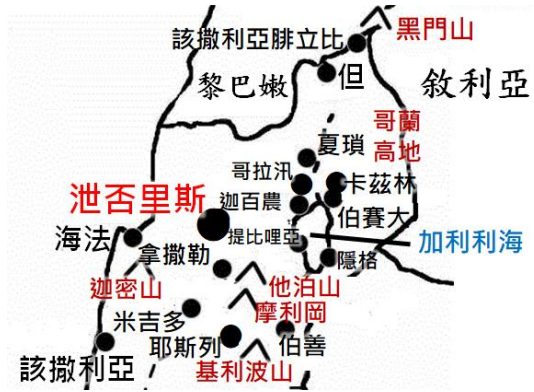 黑門山
該撒利亞腓立比
但
黎巴嫩
敘利亞
哥蘭
高地
夏瑣
哥拉汛
卡茲林
迦百農
泄否里斯
伯賽大
提比哩亞
加利利海
海法
拿撒勒
隱格
迦密山
他泊山
摩利岡
米吉多
耶斯列
伯善
該撒利亞
基利波山